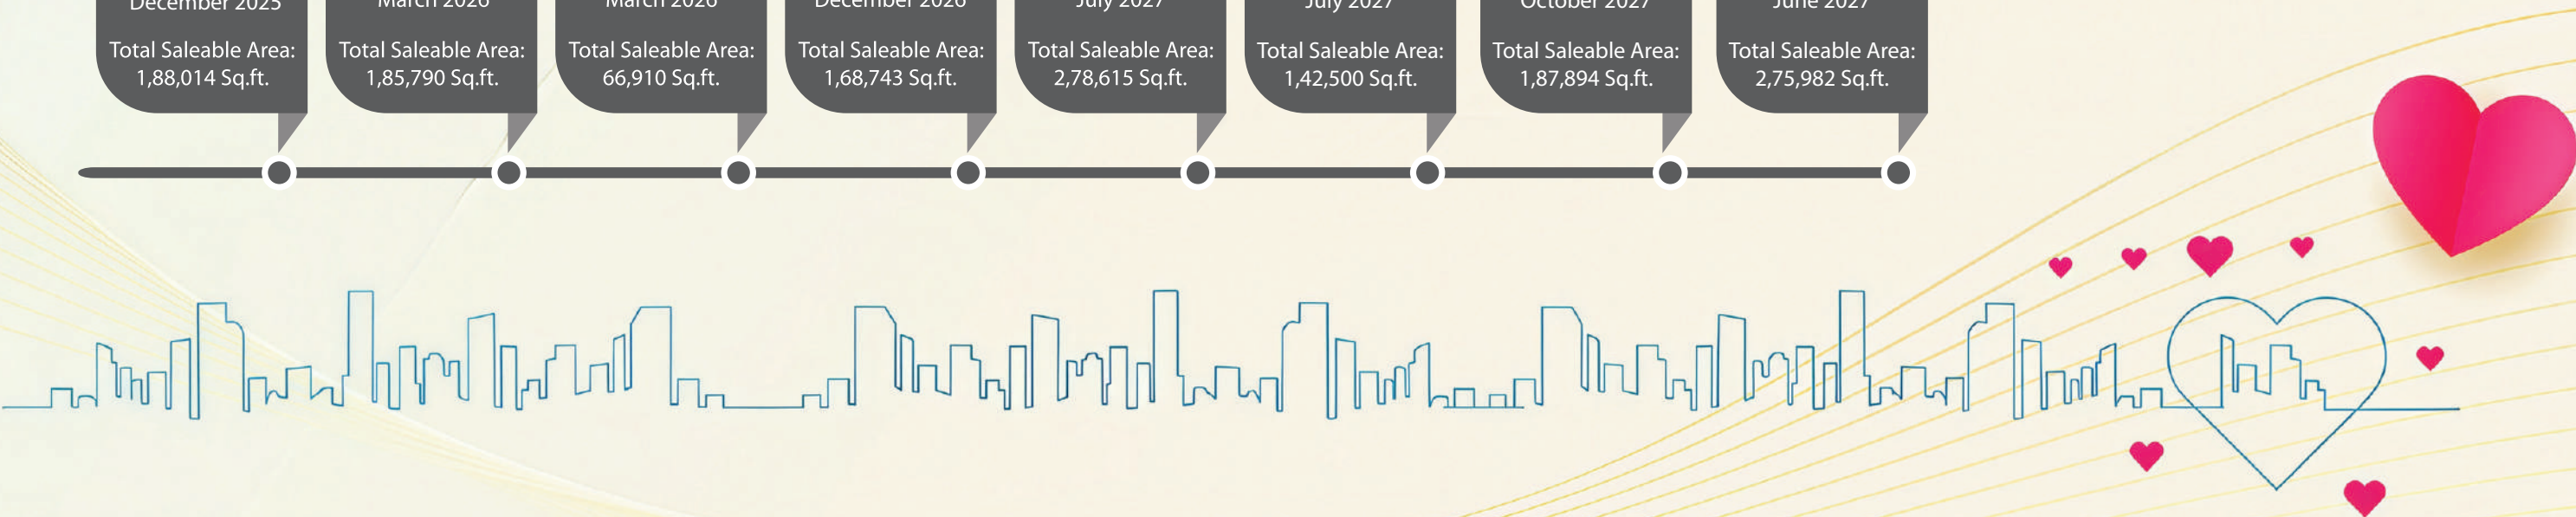 December 2025
Total Saleable Area:
1,88,014 Sq.ft.
March 2026
Total Saleable Area:
1,85,790 Sq.ft.
March 2026
Total Saleable Area:
66,910 Sq.ft.
December 2026
Total Saleable Area:
1,68,743 Sq.ft.
July 2027
Total Saleable Area:
2,78,615 Sq.ft.
July 2027
Total Saleable Area:
1,42,500 Sq.ft.
October 2027
Total Saleable Area:
1,87,894 Sq.ft.
June 2027
Total Saleable Area:
2,75,982 Sq.ft.